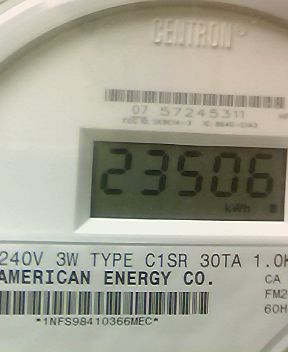 CENTRON®
07 57245311
23506
kWh
240V 3W TYPE C1SR 30TA 1.0K
AMERICAN ENERGY CO. CA
FM2
60H
*1NFS98410366MEC*